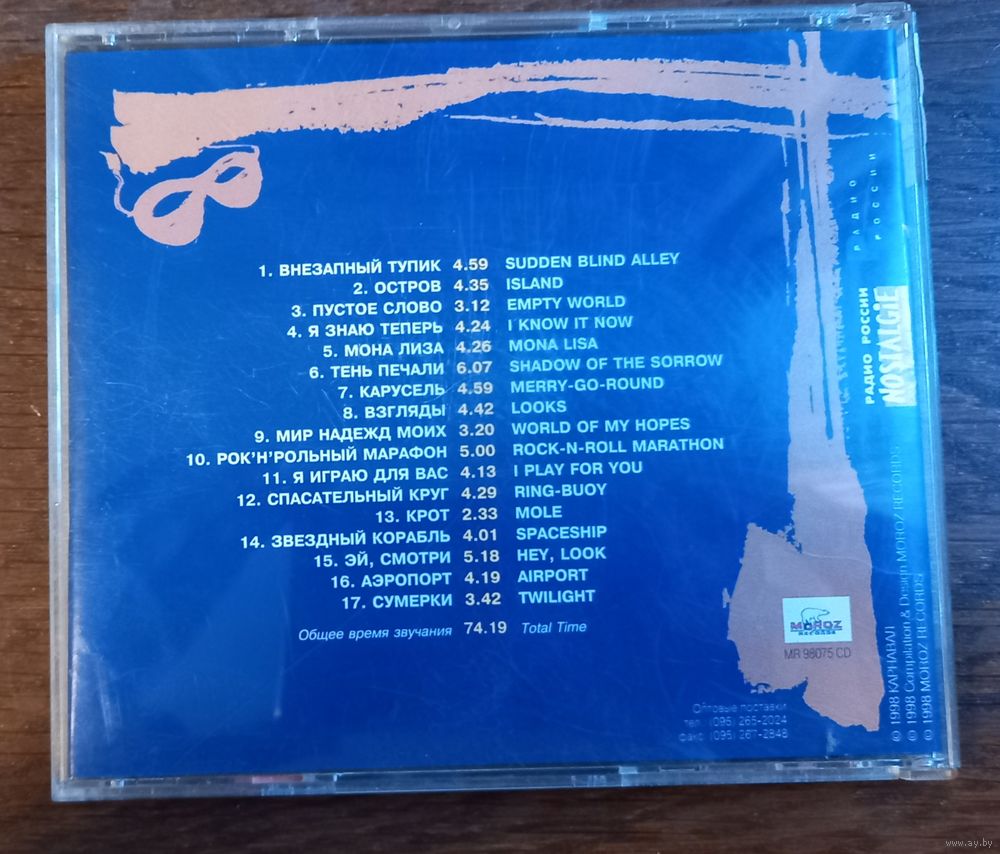 1. ВНЕЗАПНЫЙ ТУПИК 4.59 SUDDEN BLIND ALLEY
2. ОСТРОВ 4.35 ISLAND
3. ПУСТОЕ СЛОВО 3.12 EMPTY WORLD
4. Я ЗНАЮ ТЕПЕРЬ 4.24 I KNOW IT NOW
5. МОНА ЛИЗА 4.26 MONA LISA
6. ТЕНЬ ПЕЧАЛИ 6.07 SHADOW OF THE SORROW
7. КАРУСЕЛЬ 4.59 MERRY-GO-ROUND
8. ВЗГЛЯДЫ 4.42 LOOKS
9. МИР НАДЕЖД МОИХ 3.20 WORLD OF MY HOPES
10. РОК'Н'РОЛЬНЫЙ МАРАФОН 5.00 ROCK-N-ROLL MARATHON
11. Я ИГРАЮ ДЛЯ ВАС 4.13 I PLAY FOR YOU
12. СПАСАТЕЛЬНЫЙ КРУГ 4.29 RING-BUOY
13. КРОТ 2.33 MOLE
14. ЗВЕЗДНЫЙ КОРАБЛЬ 4.01 SPACESHIP
15. ЭЙ, СМОТРИ 5.18 HEY, LOOK
16. АЭРОПОРТ 4.19 AIRPORT
17. СУМЕРКИ 3.42 TWILIGHT
Общее время звучания 74.19 Total Time
MOROZ
RECORDS
MR 98075 CD
Оптовые поставки
тел. (095) 265-2024
факс (095) 267-2848
РАДИО
РОССИИ
РАДИО РОССИИ
NOSTALGIE
© 1998 КАРНАВАЛ
© 1998 Compilation & Design MOROZ RECORDS
© 1998 MOROZ RECORDS
www.ay.by